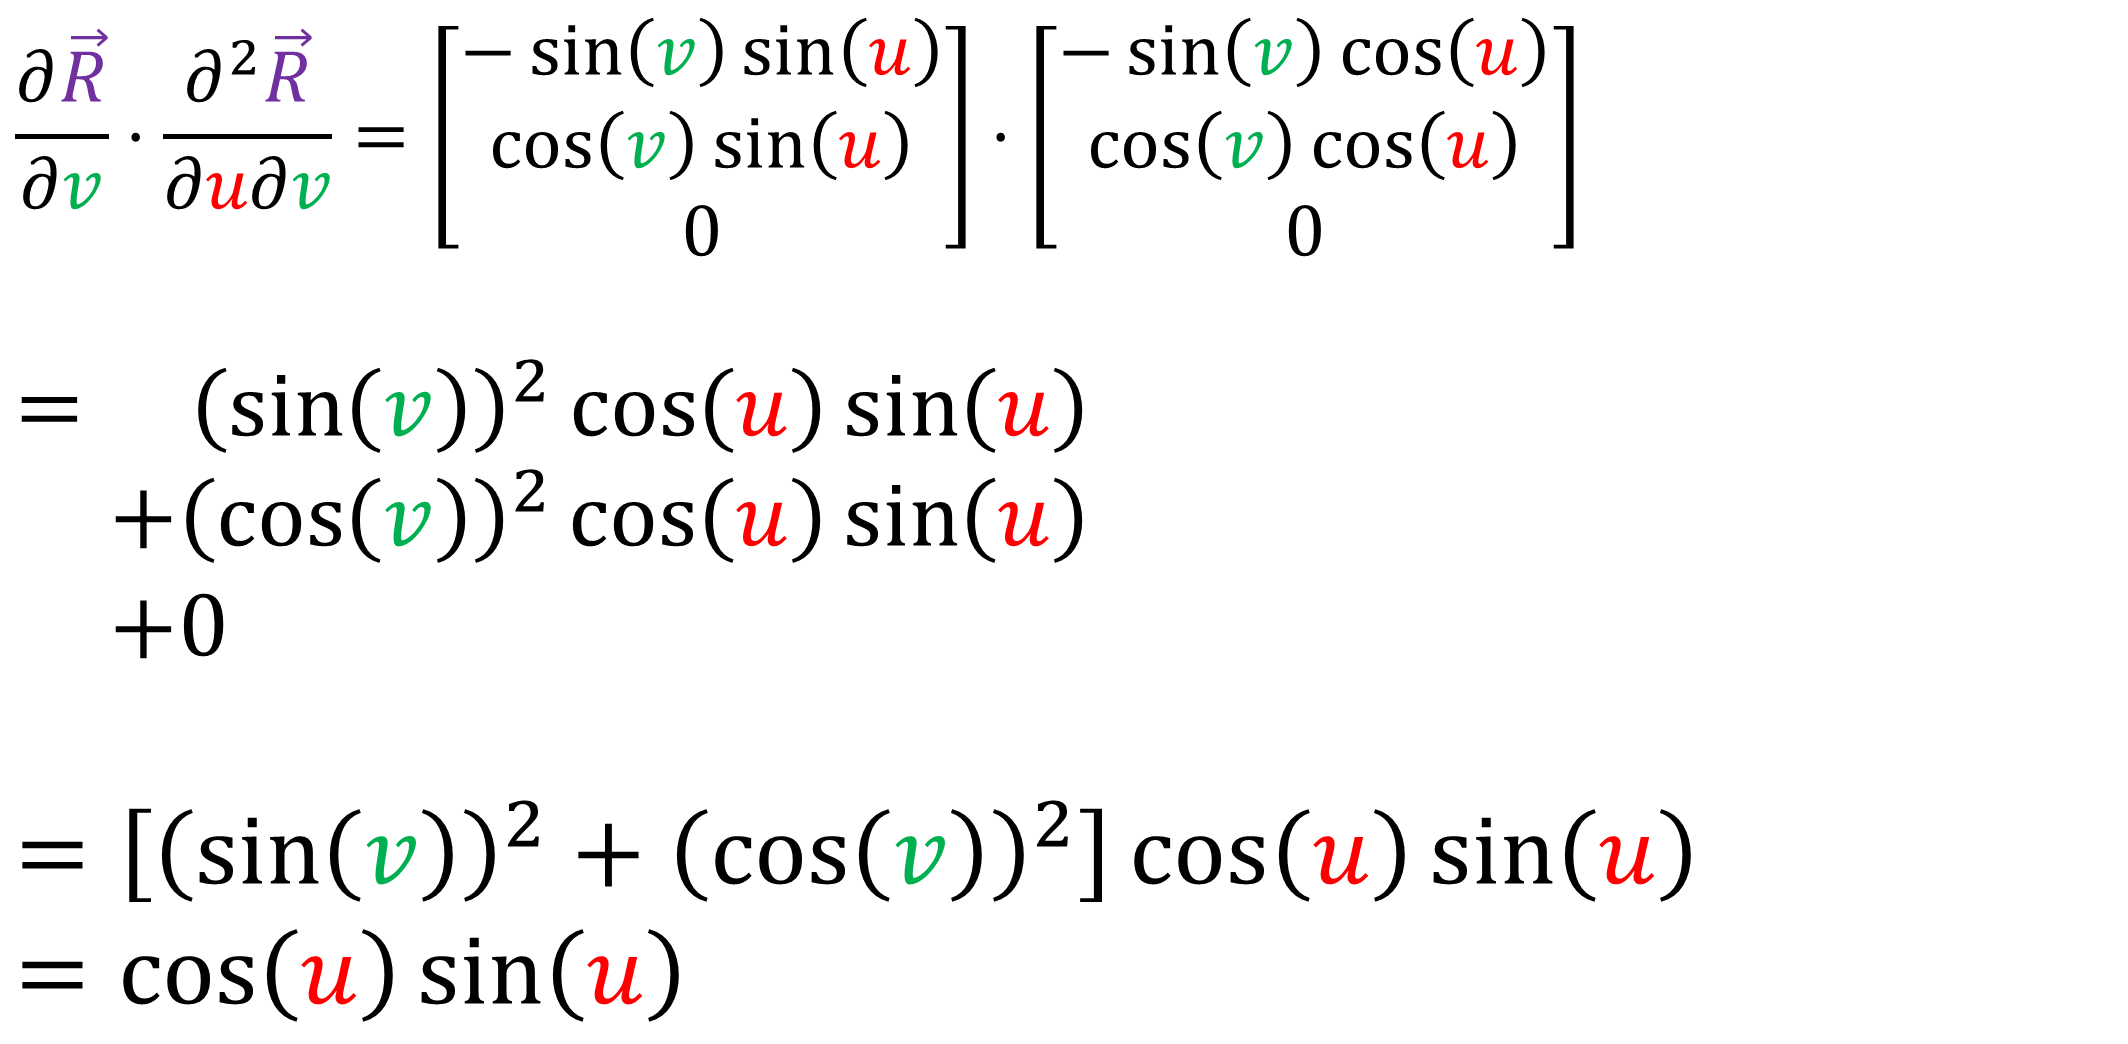 ∂R⃗/∂v · ∂²R⃗/∂u∂v = [− sin(v) sin(u) cos(v) sin(u) 0] · [− sin(v) cos(u) cos(v) cos(u) 0]
= (sin(v))² cos(u) sin(u)
+(cos(v))² cos(u) sin(u)
+0
= [(sin(v))² + (cos(v))²] cos(u) sin(u)
= cos(u) sin(u)